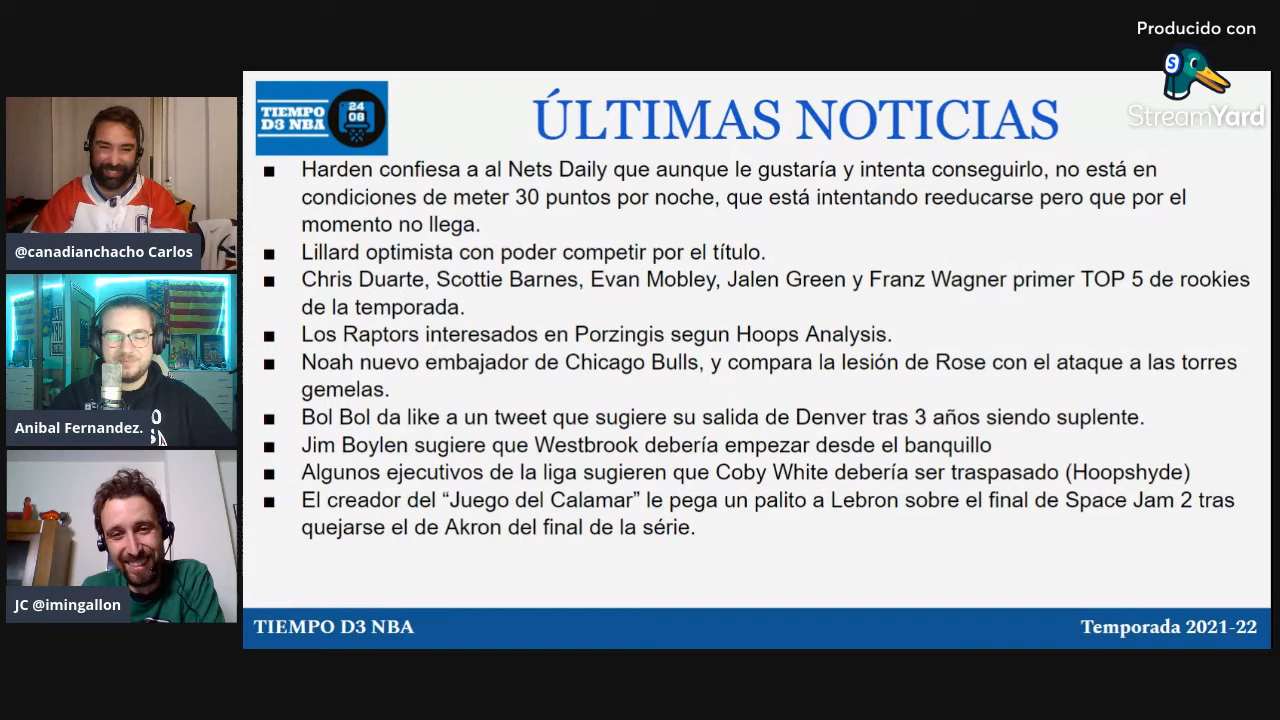 Producido con
StreamYard
TIEMPO
D3 NBA
24
08
ÚLTIMAS NOTICIAS
■ Harden confiesa a al Nets Daily que aunque le gustaría y intenta conseguirlo, no está en
condiciones de meter 30 puntos por noche, que está intentando reeducarse pero que por el
momento no llega.
■ Lillard optimista con poder competir por el título.
■ Chris Duarte, Scottie Barnes, Evan Mobley, Jalen Green y Franz Wagner primer TOP 5 de rookies
de la temporada.
■ Los Raptors interesados en Porzingis segun Hoops Analysis.
■ Noah nuevo embajador de Chicago Bulls, y compara la lesión de Rose con el ataque a las torres
gemelas.
■ Bol Bol da like a un tweet que sugiere su salida de Denver tras 3 años siendo suplente.
■ Jim Boylen sugiere que Westbrook debería empezar desde el banquillo
■ Algunos ejecutivos de la liga sugieren que Coby White debería ser traspasado (Hoopshyde)
■ El creador del “Juego del Calamar” le pega un palito a Lebron sobre el final de Space Jam 2 tras
quejarse el de Akron del final de la série.
@canadianchacho Carlos
Anibal Fernandez.
JC @imingallon
TIEMPO D3 NBA
Temporada 2021-22